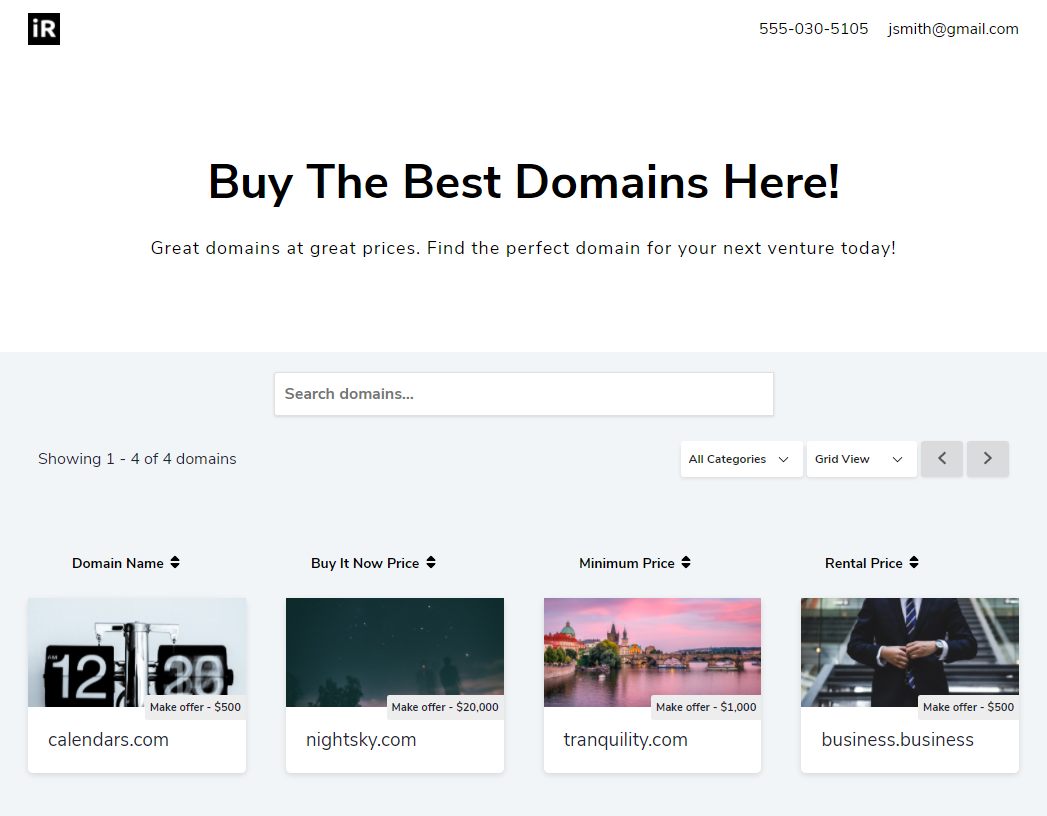 iR
555-030-5105 jsmith@gmail.com
Buy The Best Domains Here!
Great domains at great prices. Find the perfect domain for your next venture today!
Search domains...
Showing 1 - 4 of 4 domains
All Categories
Grid View
Domain Name
Buy It Now Price
Minimum Price
Rental Price
AM
12
Make offer - $500
calendars.com
Make offer - $20,000
nightsky.com
Make offer - $1,000
tranquility.com
Make offer - $500
business.business